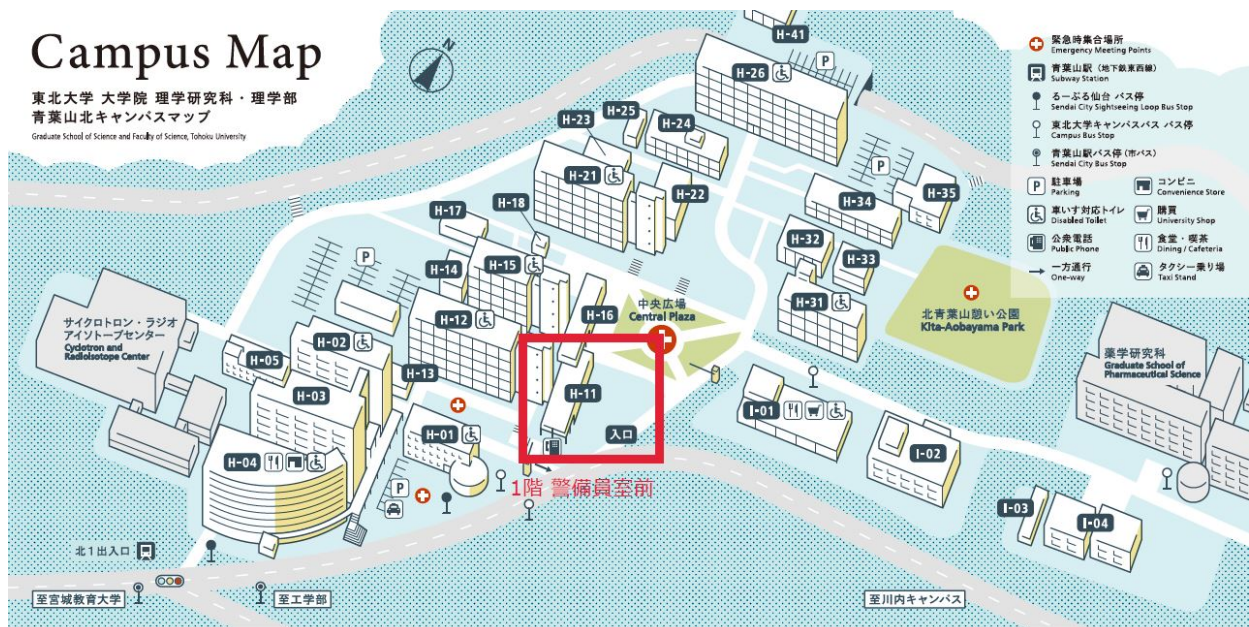 Campus Map
東北大学 大学院 理学研究科・理学部
青葉山北キャンパスマップ
Graduate School of Science and Faculty of Science, Tohoku University
N
緊急時集合場所
Emergency Meeting Points
青葉山駅（地下鉄東西線）
Subway Station
るーぷる仙台 バス停
Sendai City Sightseeing Loop Bus Stop
東北大学キャンパスバス バス停
Campus Bus Stop
青葉山駅バス停（市バス）
Sendai City Bus Stop
P
駐車場
Parking
コンビニ
Convenience Store
車いす対応トイレ
Disabled Toilet
購買
University Shop
公衆電話
Public Phone
食堂・喫茶
Dining / Cafeteria
一方通行
One-way
タクシー乗り場
Taxi Stand
H-41
P
H-26
H-25
H-24
H-23
P
H-21
H-22
H-35
H-34
H-17
H-18
H-32
H-33
P
H-14
H-15
H-31
H-16
中央広場
Central Plaza
北青葉山憩い公園
Kita-Aobayama Park
サイクロトロン・ラジオ
アイソトープセンター
Cyclotron and
Radioisotope Center
H-12
薬学研究科
Graduate School of
Pharmaceutical Science
H-02
H-05
H-13
H-03
H-11
I-01
H-01
入口
H-04
I-02
P
1階 警備員室前
I-03
I-04
北1出入口
至宮城教育大学
至工学部
至川内キャンパス